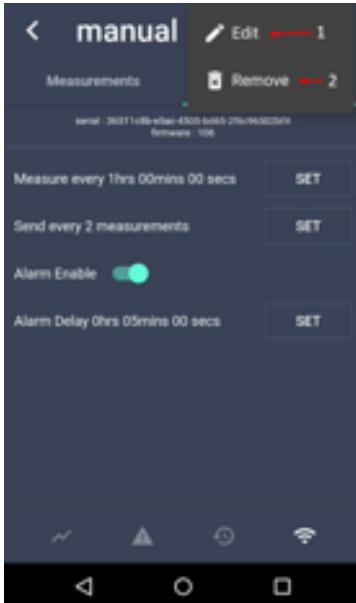 manual
Edit 1
Remove 2
Measurements
firmware : 106
Measure every 1hrs 00mins 00 secs SET
Send every 2 measurements SET
Alarm Enable
Alarm Delay 0hrs 05mins 00 secs SET